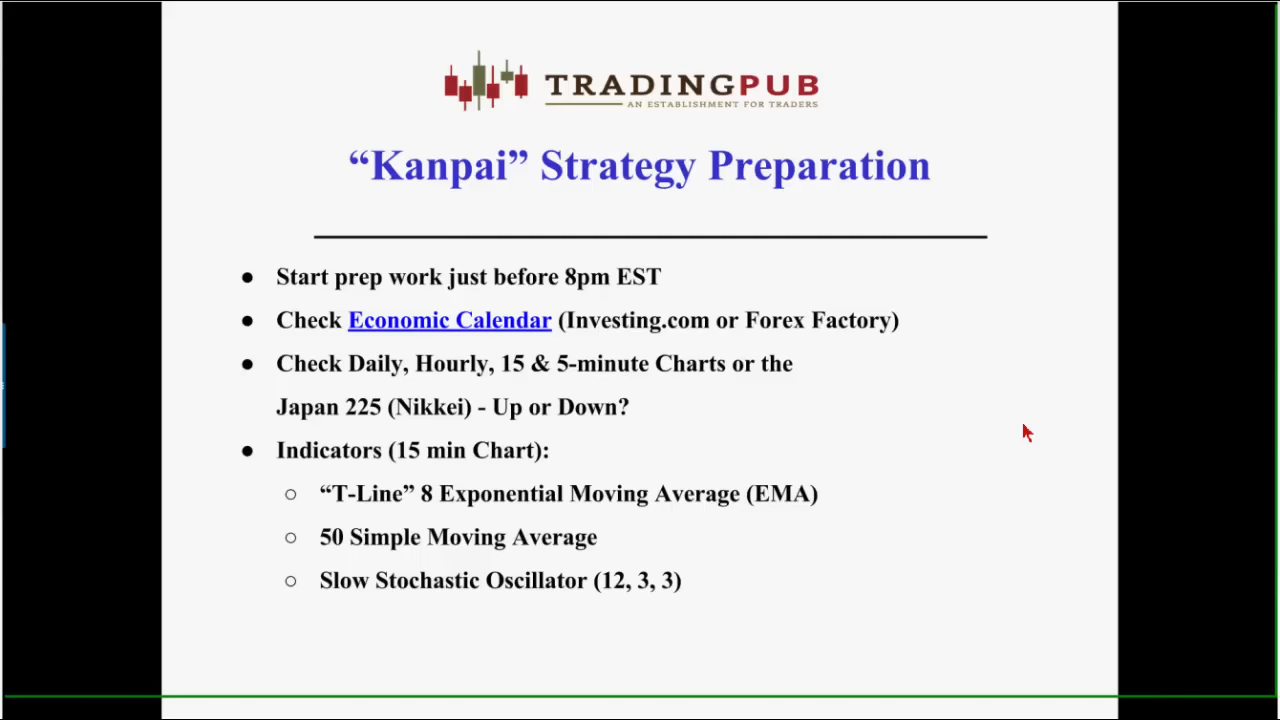 TRADINGPUB
AN ESTABLISHMENT FOR TRADERS
“Kanpai” Strategy Preparation
● Start prep work just before 8pm EST
● Check Economic Calendar (Investing.com or Forex Factory)
● Check Daily, Hourly, 15 & 5-minute Charts or the
Japan 225 (Nikkei) - Up or Down?
● Indicators (15 min Chart):
○ “T-Line” 8 Exponential Moving Average (EMA)
○ 50 Simple Moving Average
○ Slow Stochastic Oscillator (12, 3, 3)